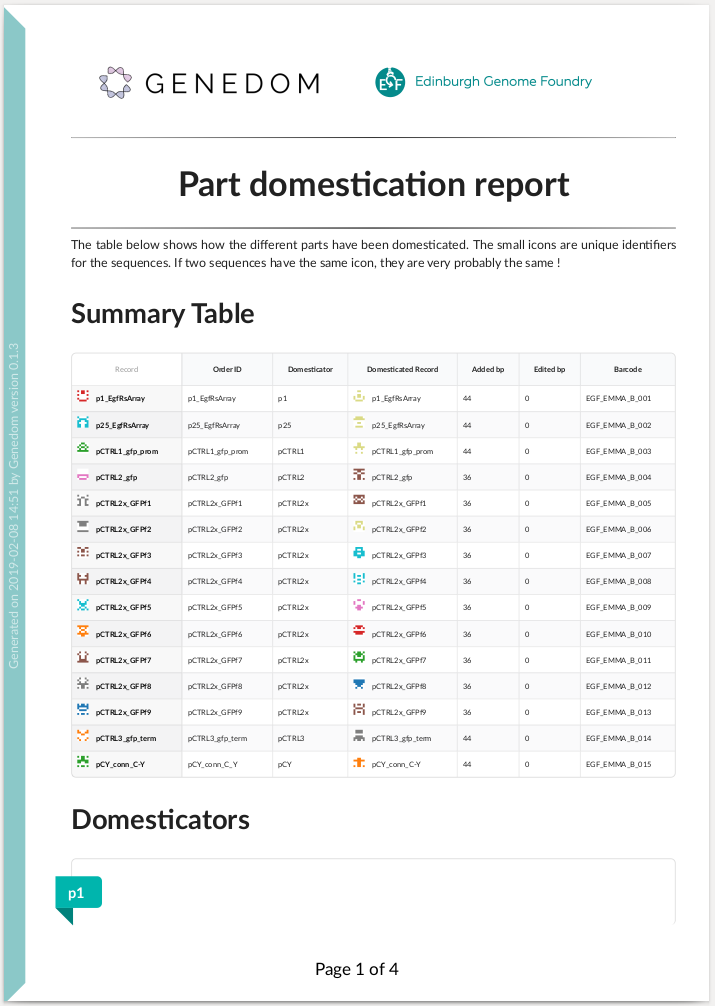 GENEDOM
EGF Edinburgh Genome Foundry
Part domestication report
The table below shows how the different parts have been domesticated. The small icons are unique identifiers
for the sequences. If two sequences have the same icon, they are very probably the same !
Summary Table
Record Order ID Domesticator Domesticated Record Added bp Edited bp Barcode
p1_EgfRsArray p1_EgfRsArray p1 p1_EgfRsArray 44 0 EGF_EMMA_B_001
p25_EgfRsArray p25_EgfRsArray p25 p25_EgfRsArray 44 0 EGF_EMMA_B_002
pCTRL1_gfp_prom pCTRL1_gfp_prom pCTRL1 pCTRL1_gfp_prom 44 0 EGF_EMMA_B_003
pCTRL2_gfp pCTRL2_gfp pCTRL2 pCTRL2_gfp 36 0 EGF_EMMA_B_004
pCTRL2x_GFPf1 pCTRL2x_GFPf1 pCTRL2x pCTRL2x_GFPf1 36 0 EGF_EMMA_B_005
pCTRL2x_GFPf2 pCTRL2x_GFPf2 pCTRL2x pCTRL2x_GFPf2 36 0 EGF_EMMA_B_006
pCTRL2x_GFPf3 pCTRL2x_GFPf3 pCTRL2x pCTRL2x_GFPf3 36 0 EGF_EMMA_B_007
pCTRL2x_GFPf4 pCTRL2x_GFPf4 pCTRL2x pCTRL2x_GFPf4 36 0 EGF_EMMA_B_008
pCTRL2x_GFPf5 pCTRL2x_GFPf5 pCTRL2x pCTRL2x_GFPf5 36 0 EGF_EMMA_B_009
pCTRL2x_GFPf6 pCTRL2x_GFPf6 pCTRL2x pCTRL2x_GFPf6 36 0 EGF_EMMA_B_010
pCTRL2x_GFPf7 pCTRL2x_GFPf7 pCTRL2x pCTRL2x_GFPf7 36 0 EGF_EMMA_B_011
pCTRL2x_GFPf8 pCTRL2x_GFPf8 pCTRL2x pCTRL2x_GFPf8 36 0 EGF_EMMA_B_012
pCTRL2x_GFPf9 pCTRL2x_GFPf9 pCTRL2x pCTRL2x_GFPf9 36 0 EGF_EMMA_B_013
pCTRL3_gfp_term pCTRL3_gfp_term pCTRL3 pCTRL3_gfp_term 44 0 EGF_EMMA_B_014
pCY_conn_C-Y pCY_conn_C_Y pCY pCY_conn_C-Y 44 0 EGF_EMMA_B_015
Domesticators
p1
Page 1 of 4
Generated on 2019-02-08 14:51 by Genedom version 0.1.3